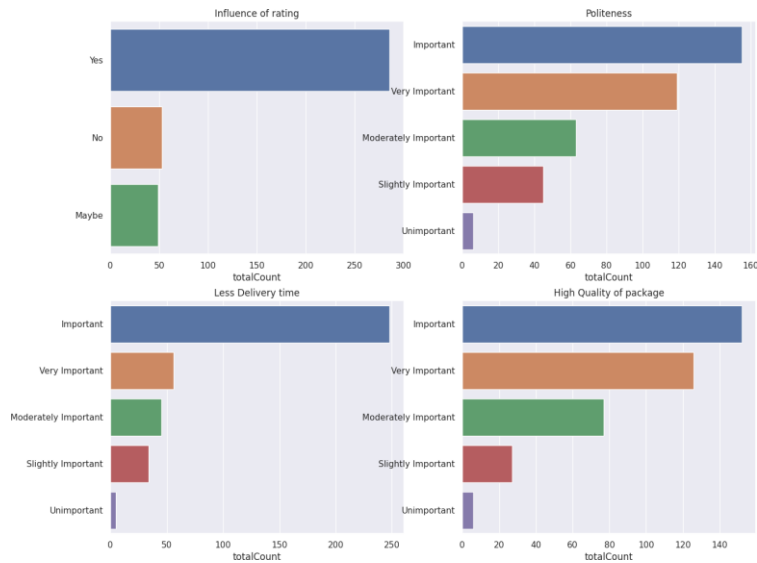 Influence of rating
Yes
No
Maybe
0 50 100 150 200 250 300
totalCount
Politeness
Important
Very Important
Moderately Important
Slightly Important
Unimportant
0 20 40 60 80 100 120 140 160
totalCount
Less Delivery time
Important
Very Important
Moderately Important
Slightly Important
Unimportant
0 50 100 150 200 250
totalCount
High Quality of package
Important
Very Important
Moderately Important
Slightly Important
Unimportant
0 20 40 60 80 100 120 140
totalCount